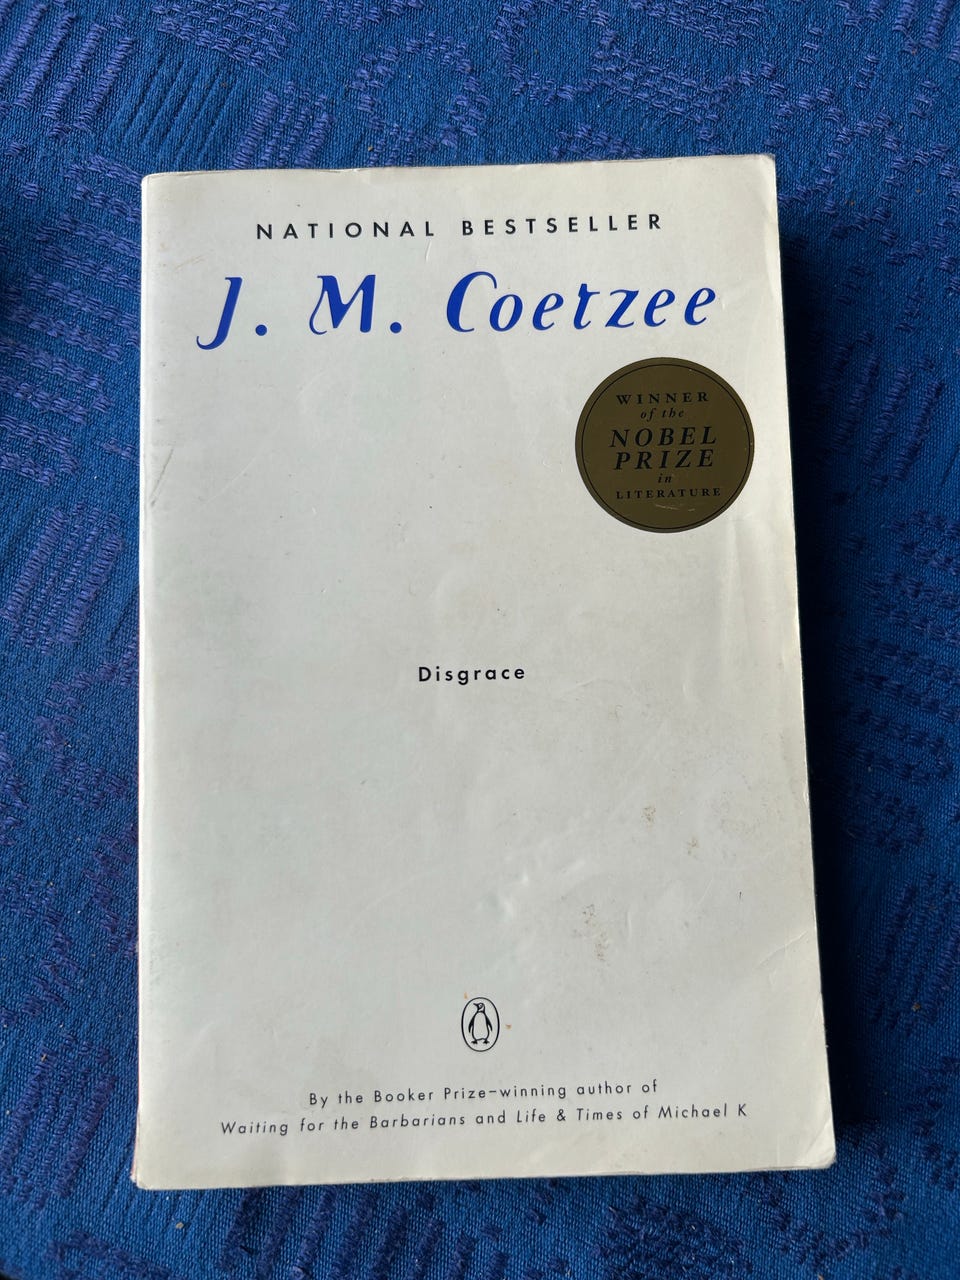 NATIONAL BESTSELLER
J. M. Coetzee
WINNER
of the
NOBEL
PRIZE
in
LITERATURE
Disgrace
By the Booker Prize–winning author of
Waiting for the Barbarians and Life & Times of Michael K